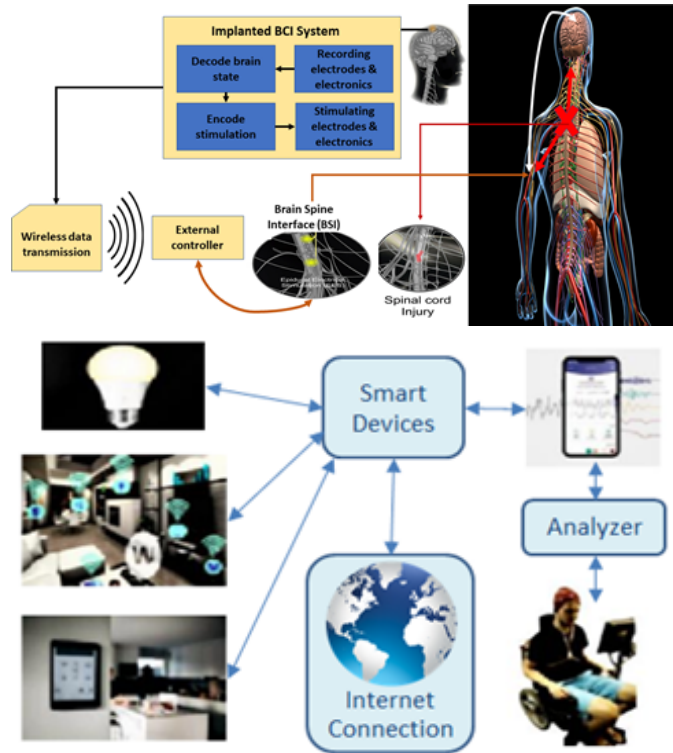 Implanted BCI System
Decode brain
state
Recording
electrodes &
electronics
Encode
stimulation
Stimulating
electrodes &
electronics
Wireless data
transmission
External
controller
Brain Spine
Interface (BSI)
Spinal cord
Injury
Smart
Devices
Analyzer
W
Internet
Connection